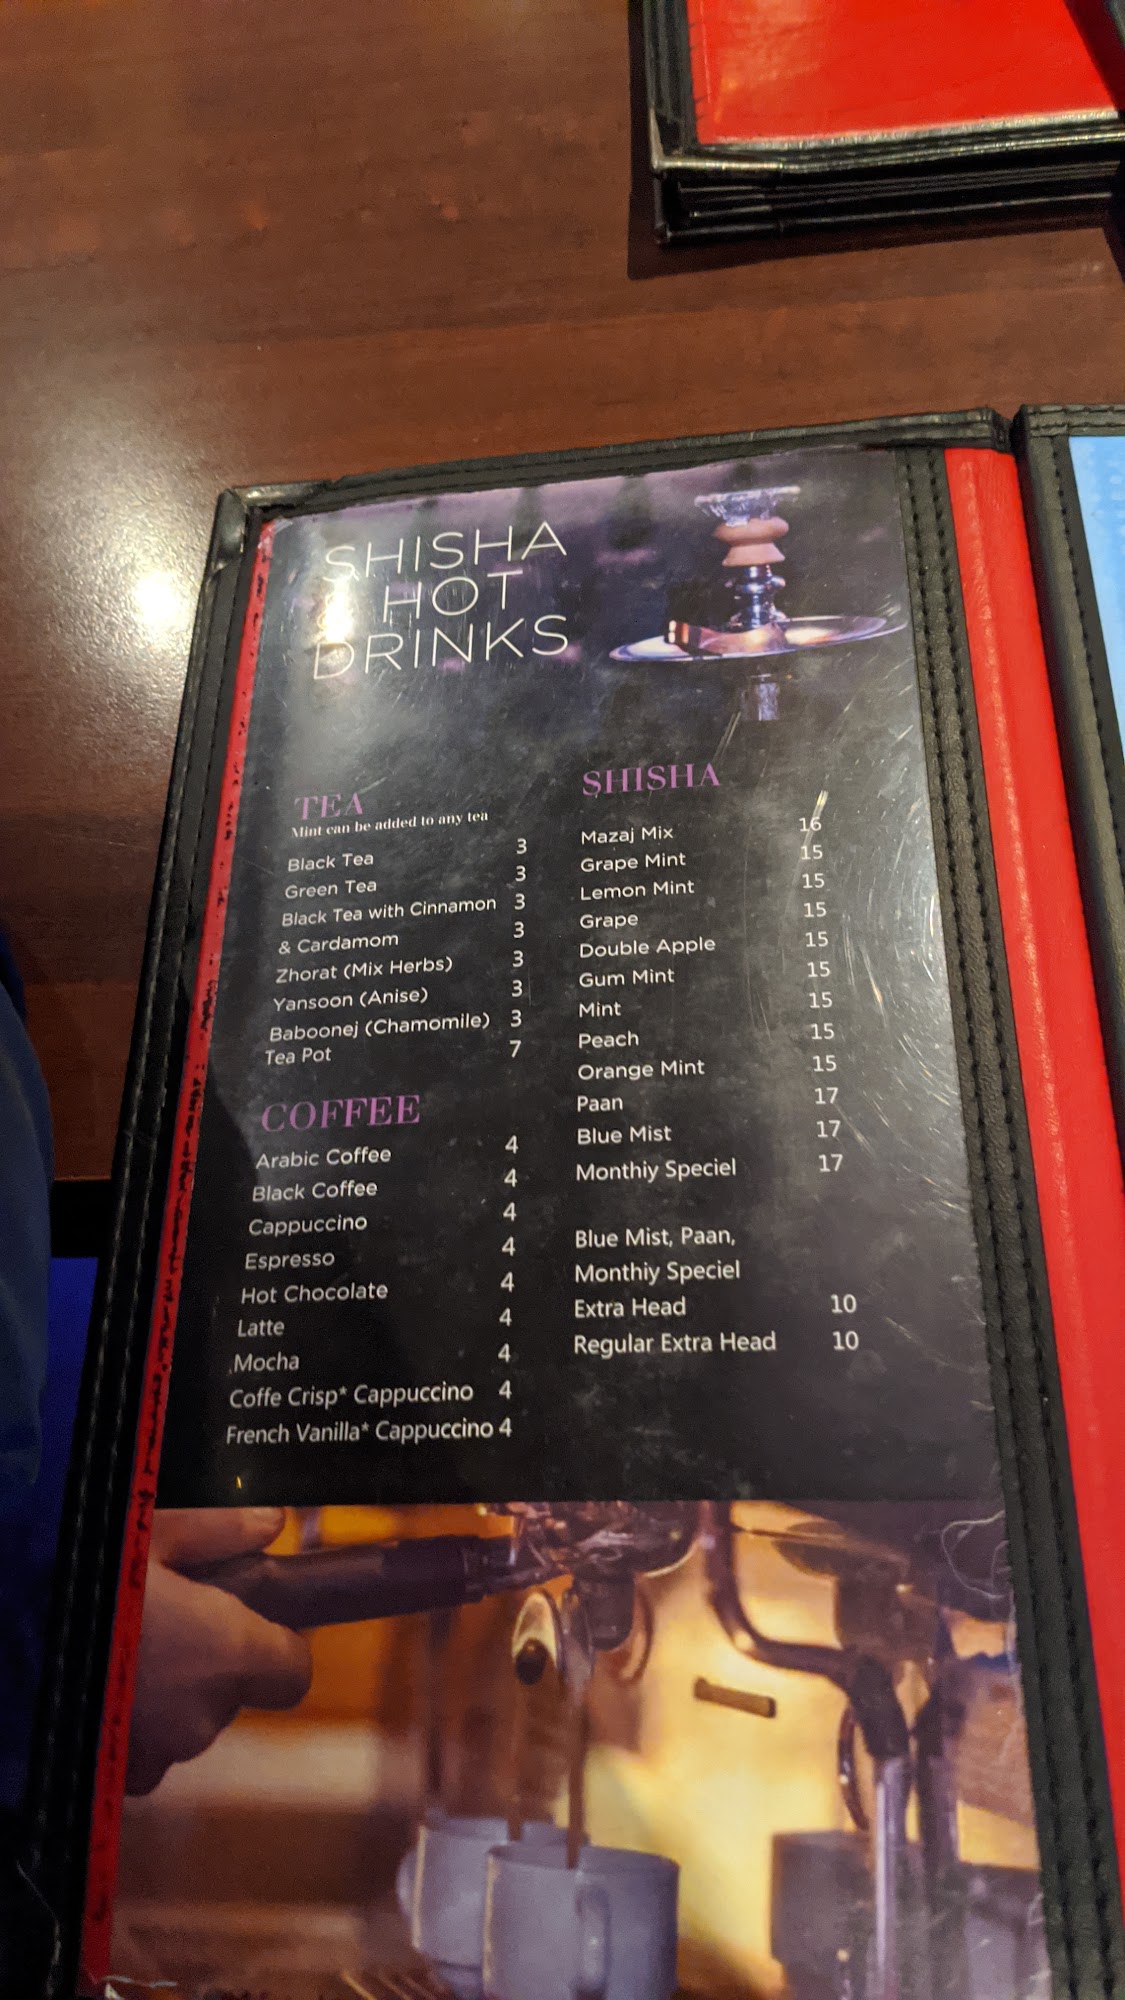 SHISHA
HOT
DRINKS
TEA
Mint can be added to any tea
Black Tea 3
Green Tea 3
Black Tea with Cinnamon 3
& Cardamom 3
Zhorat (Mix Herbs) 3
Yansoon (Anise) 3
Baboonej (Chamomile) 3
Tea Pot 7
COFFEE
Arabic Coffee 4
Black Coffee 4
Cappuccino 4
Espresso 4
Hot Chocolate 4
Latte 4
Mocha 4
Coffe Crisp* Cappuccino 4
French Vanilla* Cappuccino 4
SHISHA
Mazaj Mix 16
Grape Mint 15
Lemon Mint 15
Grape 15
Double Apple 15
Gum Mint 15
Mint 15
Peach 15
Orange Mint 15
Paan 17
Blue Mist 17
Monthiy Speciel 17
Blue Mist, Paan,
Monthiy Speciel
Extra Head 10
Regular Extra Head 10